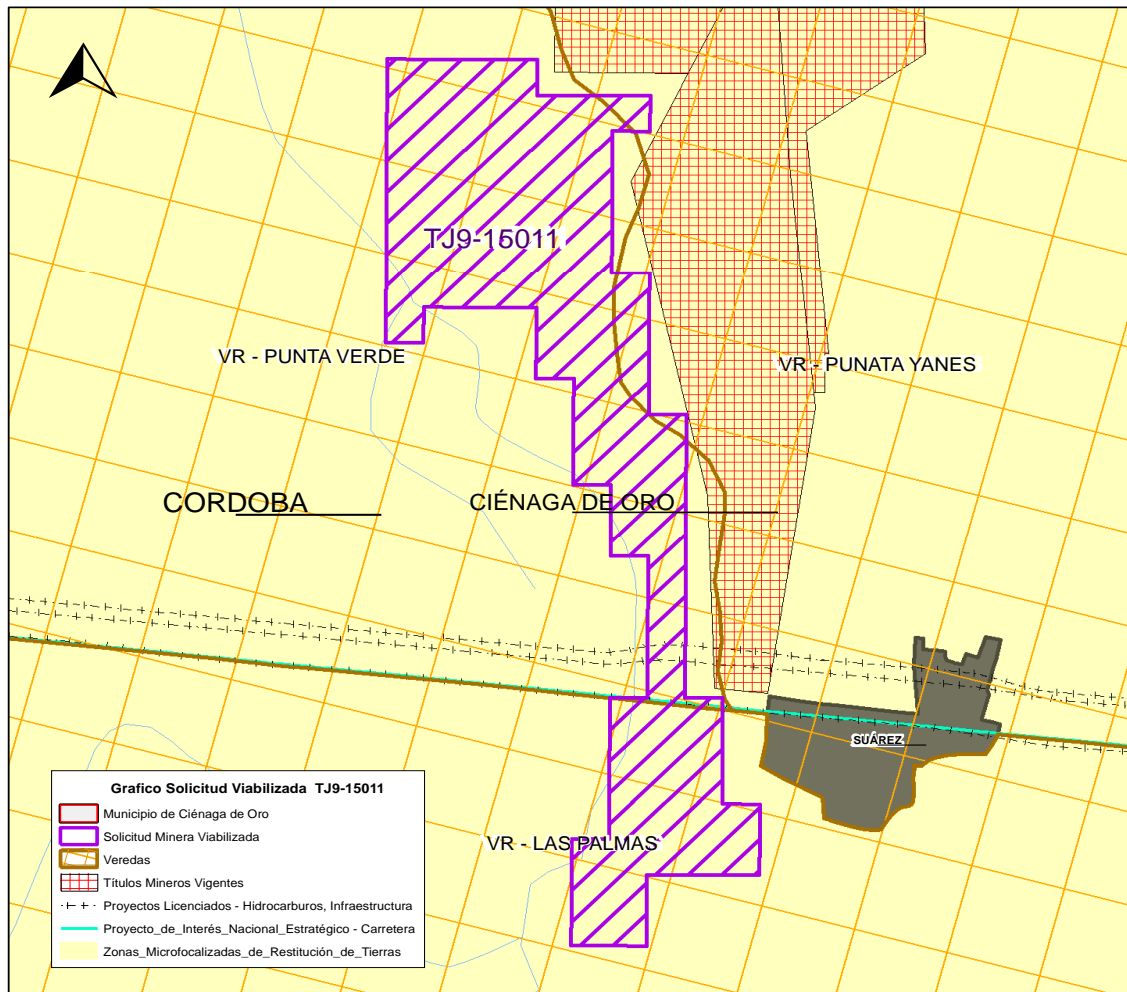 TJ9-15011
VR - PUNTA VERDE
VR - PUNATA YANES
CORDOBA
CIÉNAGA DE ORO
SUÁREZ
VR - LAS PALMAS
Grafico Solicitud Viabilizada TJ9-15011
Municipio de Ciénaga de Oro
Solicitud Minera Viabilizada
Veredas
Títulos Mineros Vigentes
Proyectos Licenciados - Hidrocarburos, Infraestructura
Proyecto_de_Interés_Nacional_Estratégico - Carretera
Zonas_Microfocalizadas_de_Restitución_de_Tierras